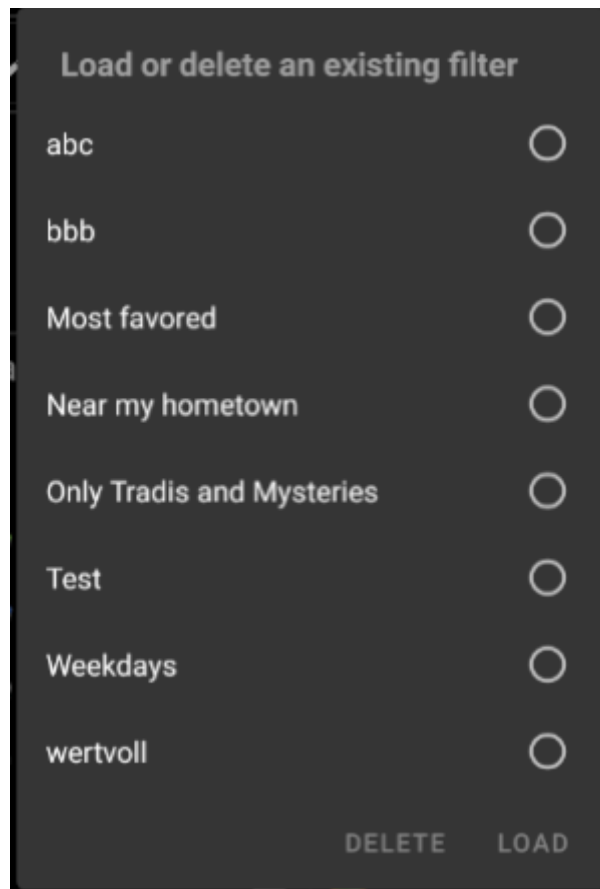 Load or delete an existing filter
abc
bbb
Most favored
Near my hometown
Only Tradis and Mysteries
Test
Weekdays
wertvoll
DELETE LOAD